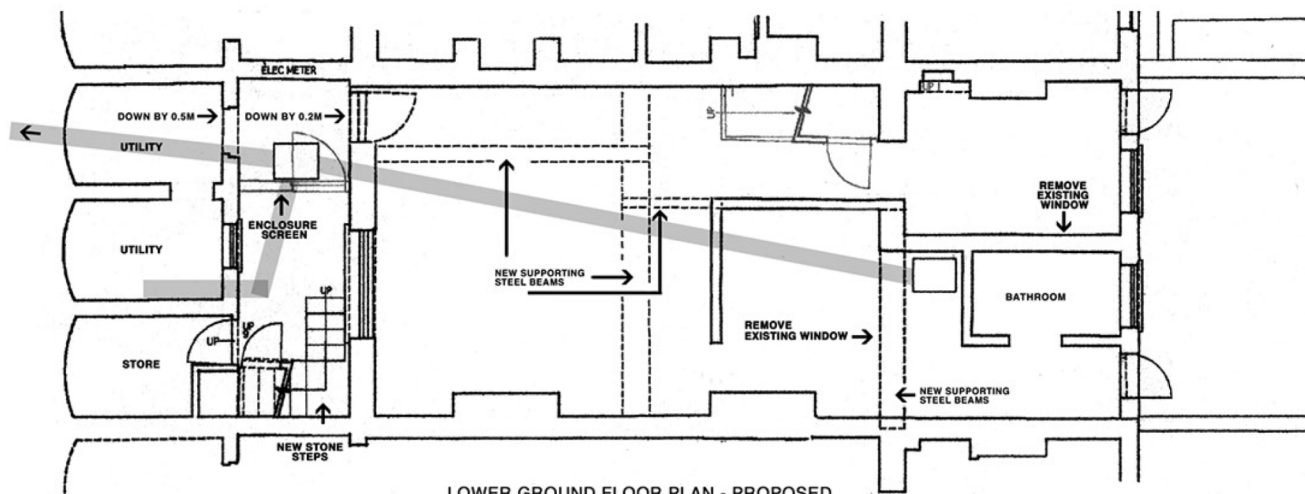 ELEC METER
DOWN BY 0.5M
DOWN BY 0.2M
UP
UP
UTILITY
ENCLOSURE
SCREEN
REMOVE
EXISTING
WINDOW
UTILITY
NEW SUPPORTING
STEEL BEAMS
UP
BATHROOM
UP
REMOVE
EXISTING WINDOW
UP
STORE
NEW SUPPORTING
STEEL BEAMS
NEW STONE
STEPS
LOWER GROUND FLOOR PLAN - PROPOSED